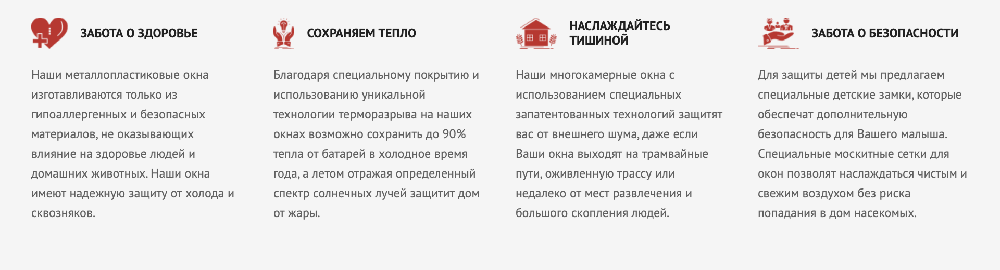 ЗАБОТА О ЗДОРОВЬЕ
Наши металлопластиковые окна
изготавливаются только из
гипоаллергенных и безопасных
материалов, не оказывающих
влияние на здоровье людей и
домашних животных. Наши окна
имеют надежную защиту от холода и
сквозняков.
СОХРАНЯЕМ ТЕПЛО
Благодаря специальному покрытию и
использованию уникальной
технологии терморазрыва на наших
окнах возможно сохранить до 90%
тепла от батарей в холодное время
года, а летом отражая определенный
спектр солнечных лучей защитит дом
от жары.
НАСЛАЖДАЙТЕСЬ
ТИШИНОЙ
Наши многокамерные окна с
использованием специальных
запатентованных технологий защитят
вас от внешнего шума, даже если
Ваши окна выходят на трамвайные
пути, оживленную трассу или
недалеко от мест развлечения и
большого скопления людей.
ЗАБОТА О БЕЗОПАСНОСТИ
Для защиты детей мы предлагаем
специальные детские замки, которые
обеспечат дополнительную
безопасность для Вашего малыша.
Специальные москитные сетки для
окон позволят наслаждаться чистым и
свежим воздухом без риска
попадания в дом насекомых.